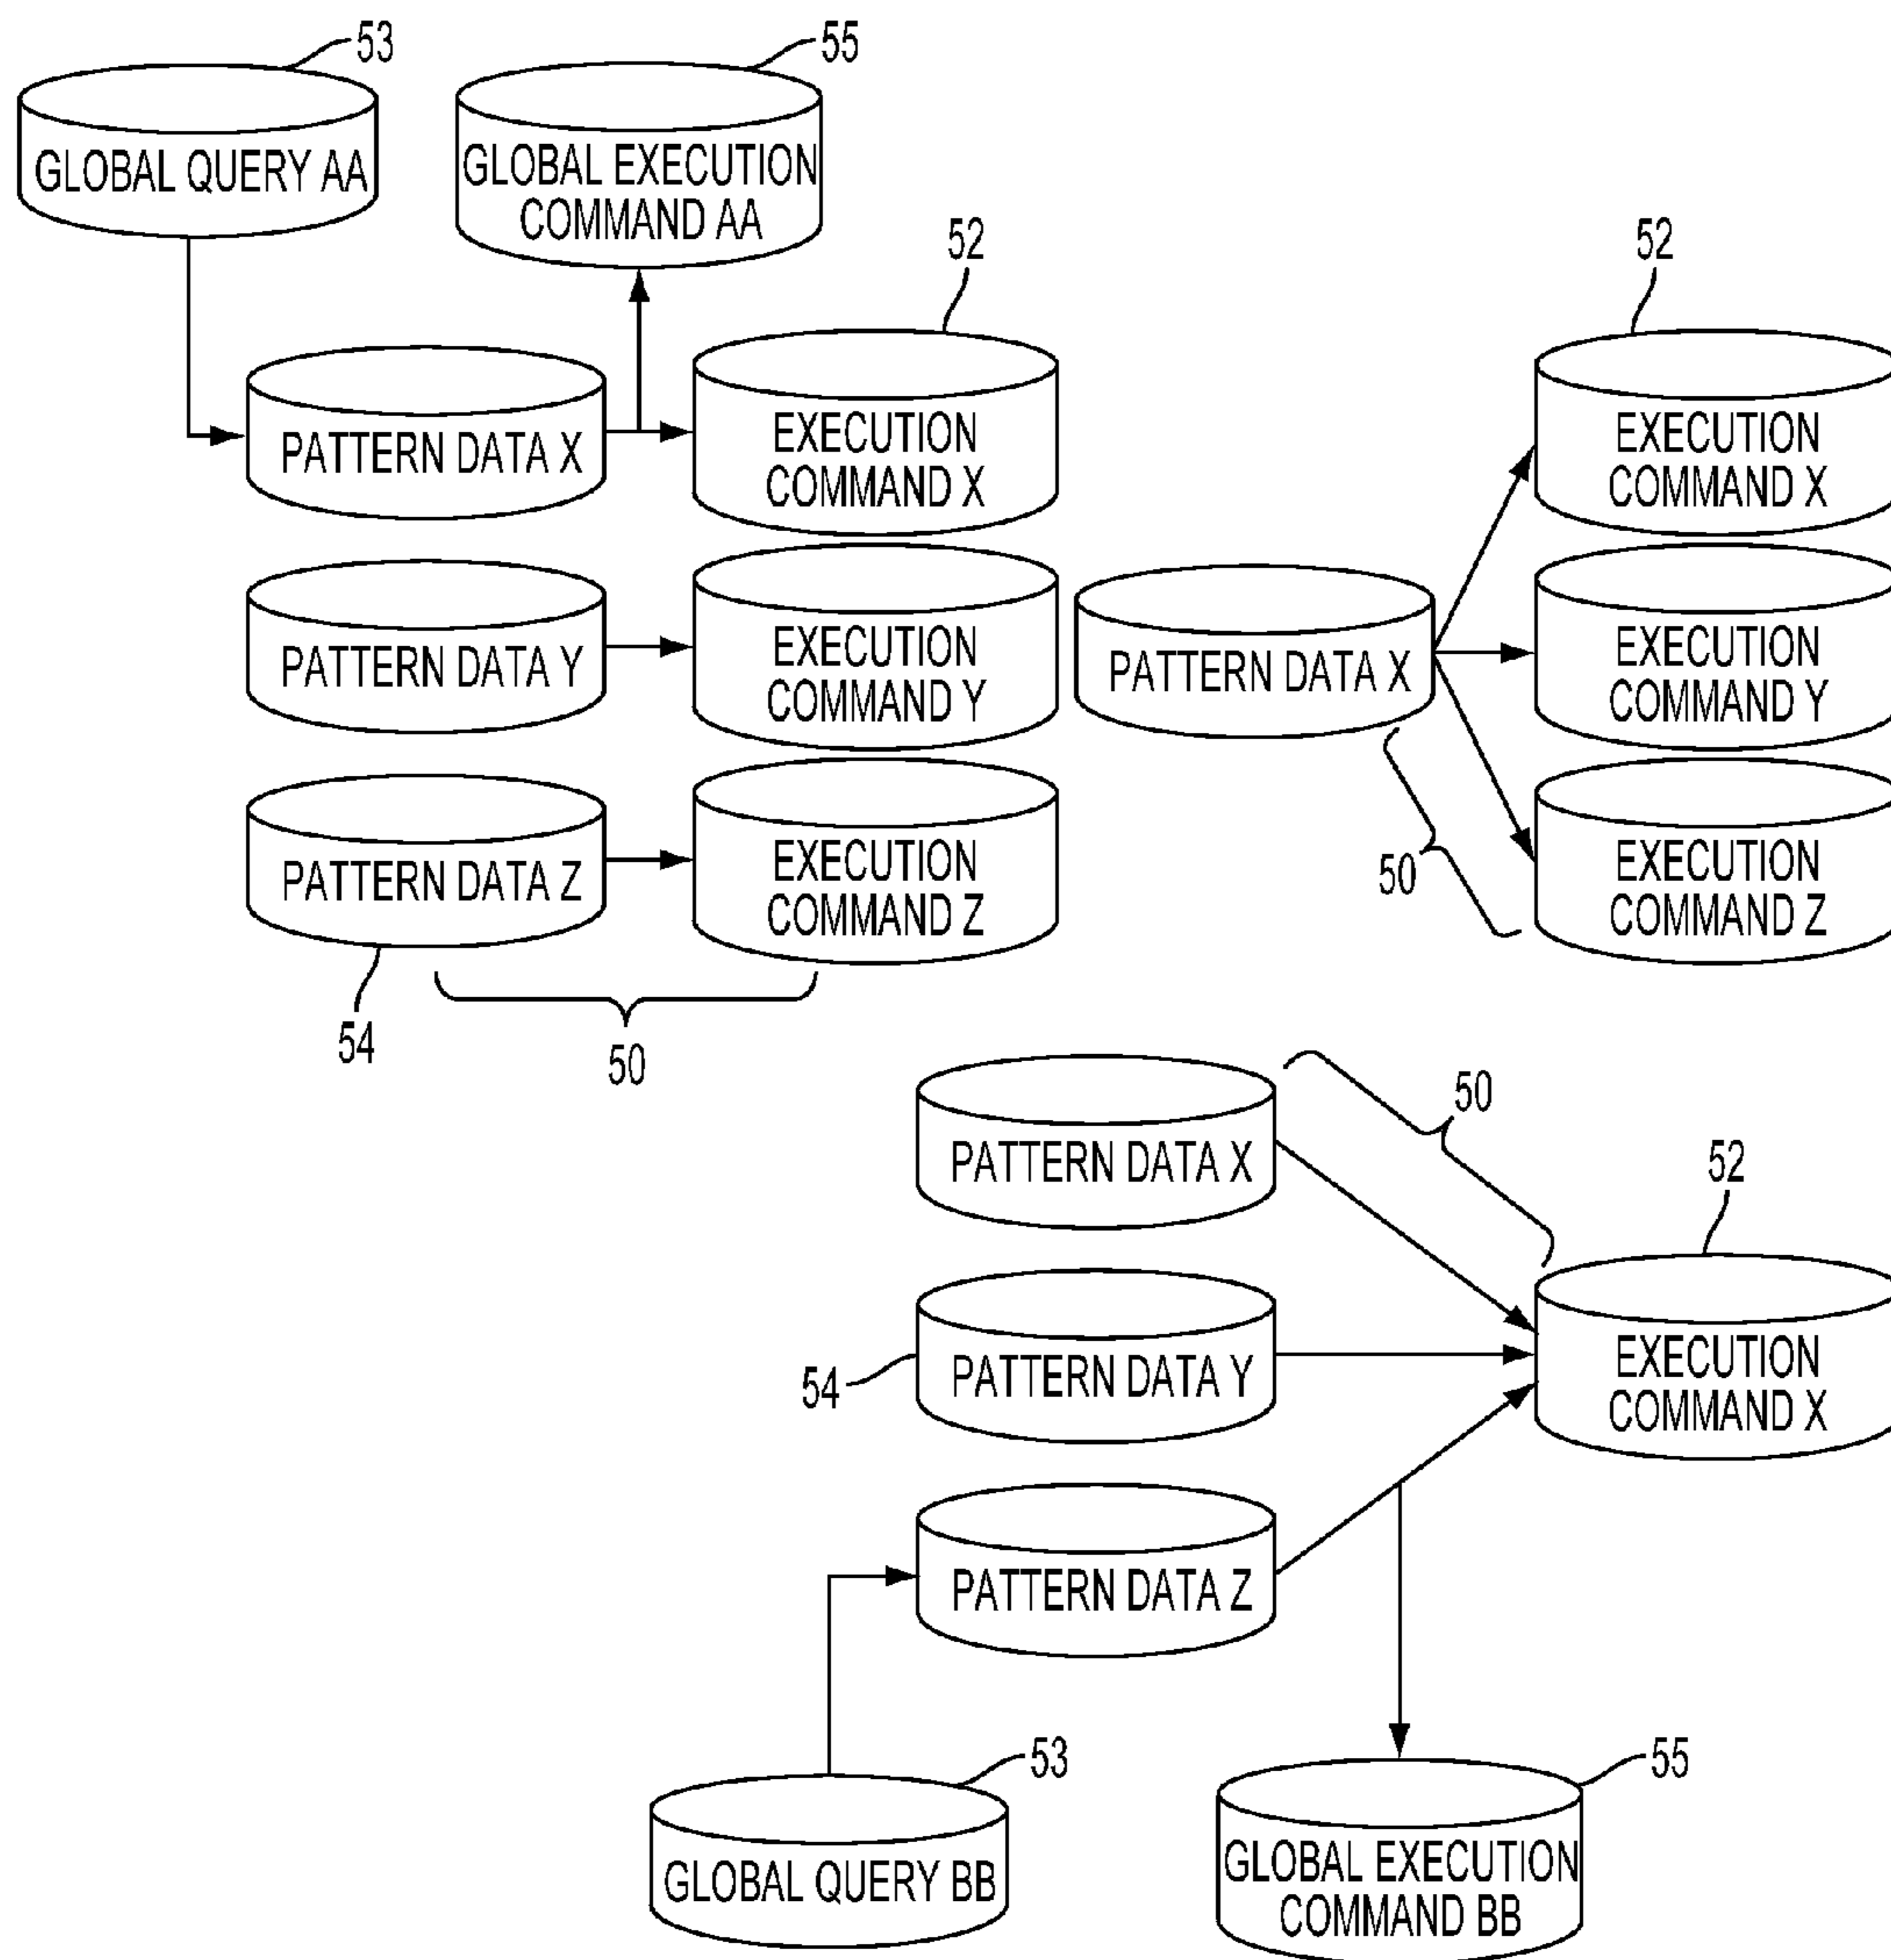 53
55
GLOBAL QUERY AA
GLOBAL EXECUTION
COMMAND AA
52
52
PATTERN DATA X
EXECUTION
COMMAND X
EXECUTION
COMMAND X
PATTERN DATA Y
EXECUTION
COMMAND Y
PATTERN DATA X
EXECUTION
COMMAND Y
PATTERN DATA Z
EXECUTION
COMMAND Z
50
EXECUTION
COMMAND Z
54
50
PATTERN DATA X
50
52
54
PATTERN DATA Y
EXECUTION
COMMAND X
PATTERN DATA Z
53
55
GLOBAL QUERY BB
GLOBAL EXECUTION
COMMAND BB